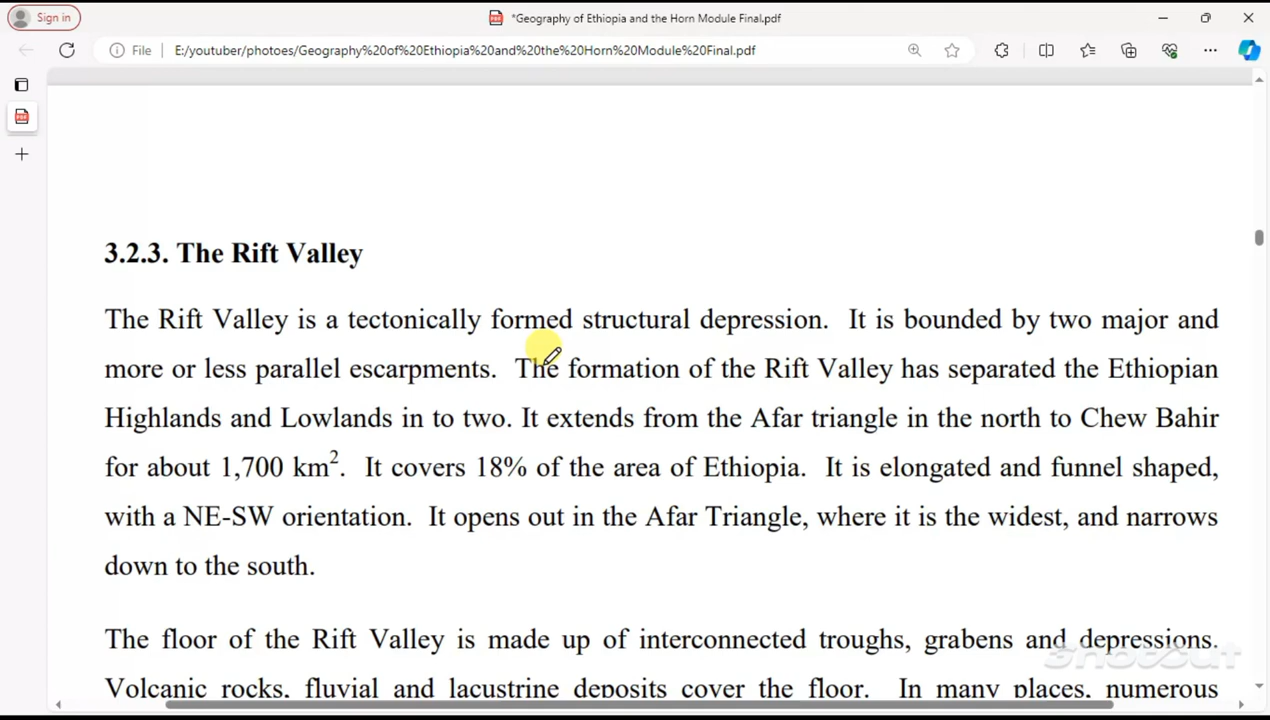 Sign in
*Geography of Ethiopia and the Horn Module Final.pdf
File
E:/youtuber/photoes/Geography%20of%20Ethiopia%20and%20the%20Horn%20Module%20Final.pdf
3.2.3. The Rift Valley
The Rift Valley is a tectonically formed structural depression. It is bounded by two major and
more or less parallel escarpments. The formation of the Rift Valley has separated the Ethiopian
Highlands and Lowlands in to two. It extends from the Afar triangle in the north to Chew Bahir
for about 1,700 km². It covers 18% of the area of Ethiopia. It is elongated and funnel shaped,
with a NE-SW orientation. It opens out in the Afar Triangle, where it is the widest, and narrows
down to the south.
The floor of the Rift Valley is made up of interconnected troughs, grabens and depressions.
Volcanic rocks, fluvial and lacustrine deposits cover the floor. In many places, numerous